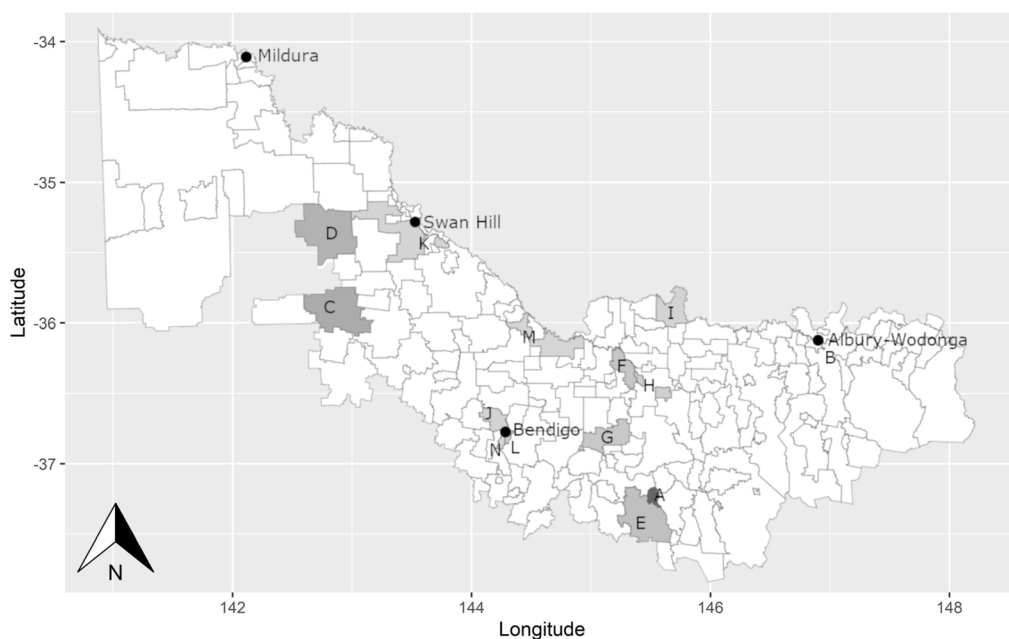 -34
Mildura
-35
Swan Hill
D
K
C
-36
I
M
Albury-Wodonga
B
F
H
J
Bendigo
G
N
L
-37
A
E
N
142
144
146
148
Latitude
Longitude